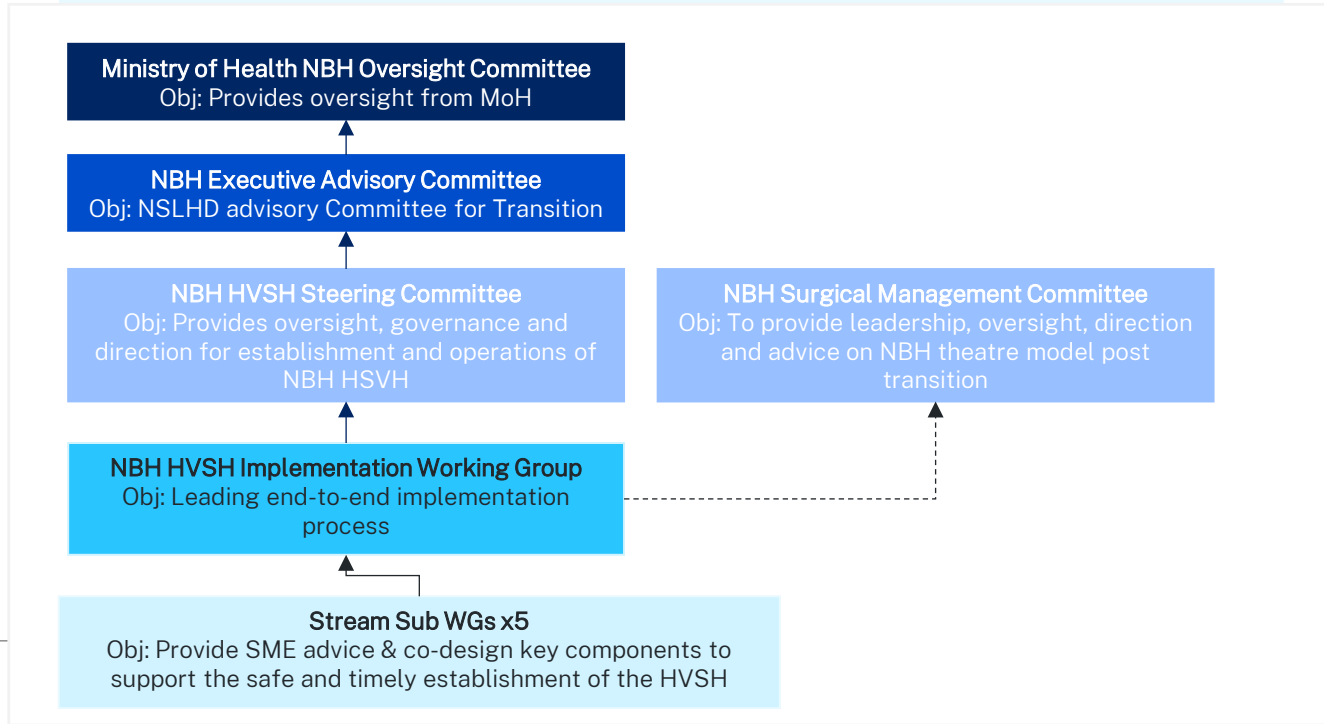 Ministry of Health NBH Oversight Committee
Obj: Provides oversight from MoH
NBH Executive Advisory Committee
Obj: NSLHD advisory Committee for Transition
NBH HVSH Steering Committee
Obj: Provides oversight, governance and
direction for establishment and operations of
NBH HSVH
NBH Surgical Management Committee
Obj: To provide leadership, oversight, direction
and advice on NBH theatre model post
transition
NBH HVSH Implementation Working Group
Obj: Leading end-to-end implementation
process
Stream Sub WGs x5
Obj: Provide SME advice & co-design key components to
support the safe and timely establishment of the HVSH